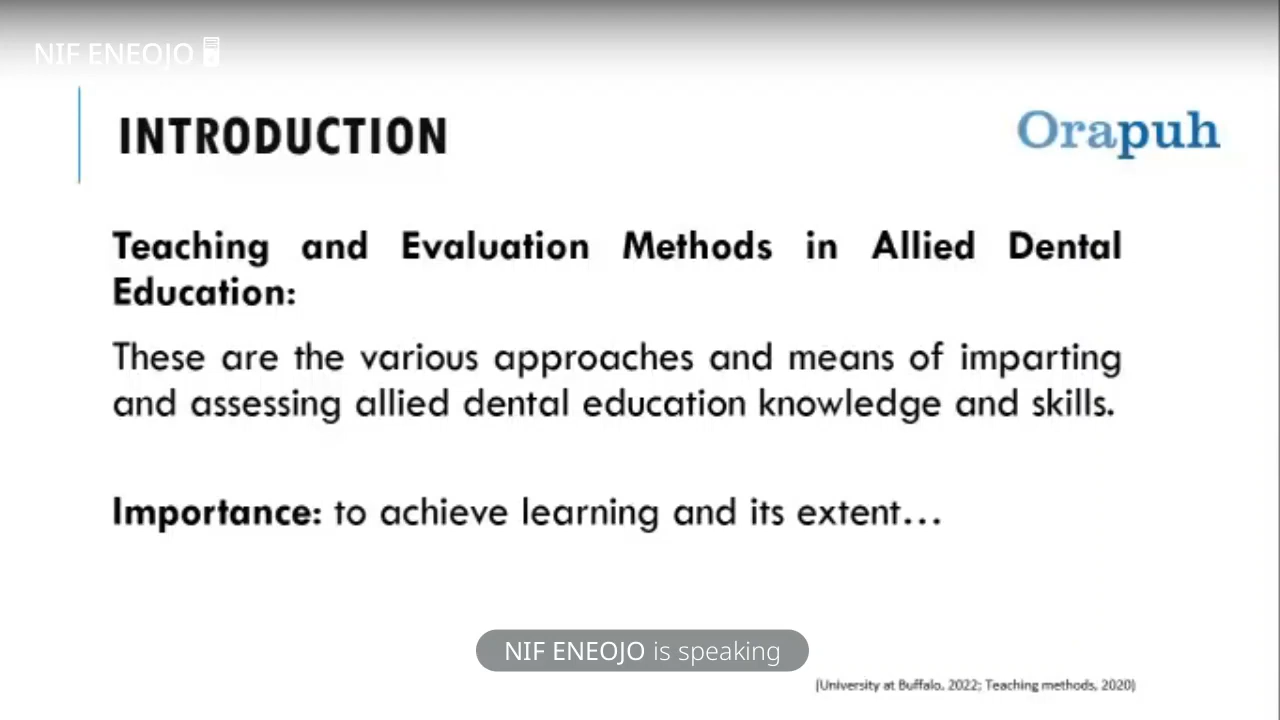 NIF ENEOJO
INTRODUCTION
Orapuh
Teaching and Evaluation Methods in Allied Dental
Education:
These are the various approaches and means of imparting
and assessing allied dental education knowledge and skills.
Importance: to achieve learning and its extent...
NIF ENEOJO is speaking
(University at Buffalo, 2022; Teaching methods, 2020)